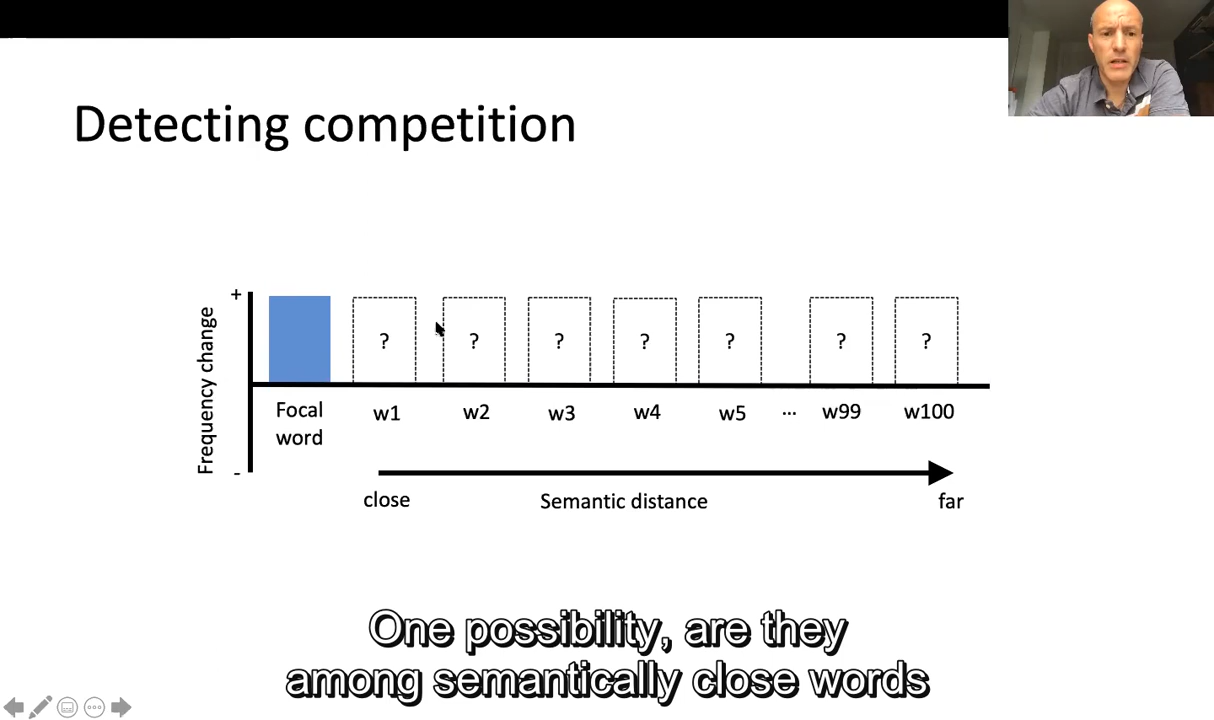 Detecting competition
+
Frequency change
-
? ? ? ? ? ? ?
Focal word
w1 w2 w3 w4 w5 ... w99 w100
close Semantic distance far
One possibility, are they
among semantically close words